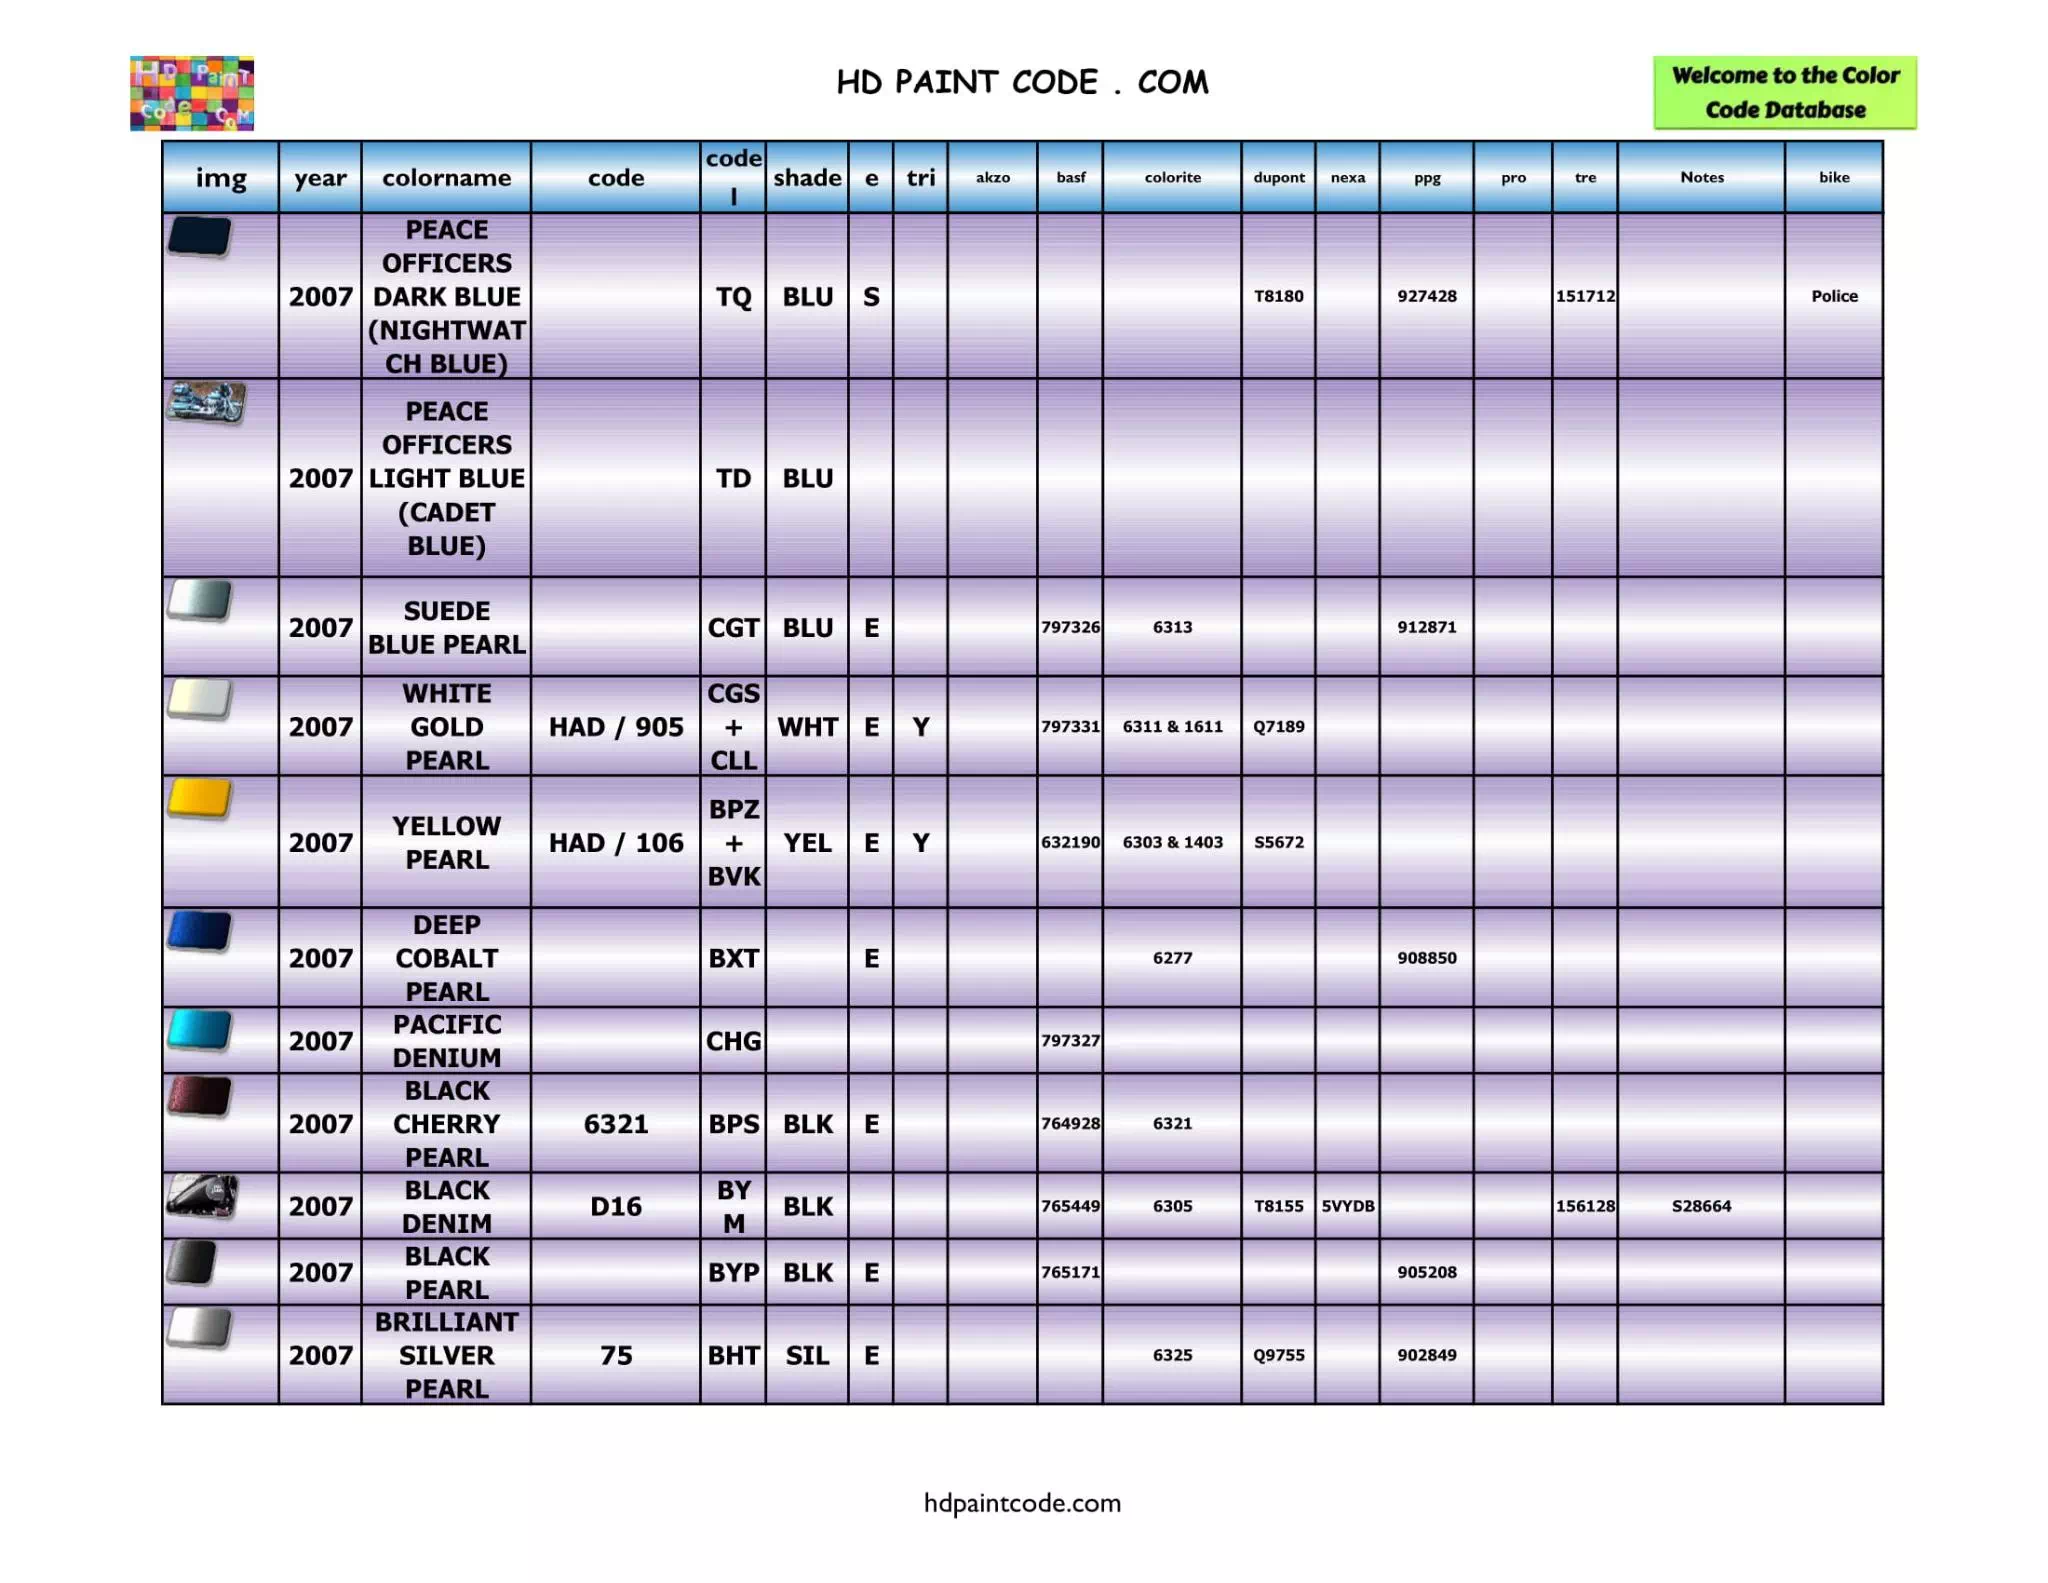 HD PainT
Code
CoM
HD PAINT CODE . COM
Welcome to the Color
Code Database
img year colorname code code l shade e tri akzo basf colorite dupont nexa ppg pro tre Notes bike
PEACE
OFFICERS
2007 DARK BLUE TQ BLU S T8180 927428 151712 Police
(NIGHTWAT
CH BLUE)
PEACE
OFFICERS
2007 LIGHT BLUE TD BLU
(CADET
BLUE)
2007 SUEDE BLUE PEARL CGT BLU E 797326 6313 912871
WHITE CGS
2007 GOLD HAD / 905 + WHT E Y 797331 6311 & 1611 Q7189
PEARL CLL
2007 YELLOW PEARL HAD / 106 BPZ + BVK YEL E Y 632190 6303 & 1403 S5672
DEEP
2007 COBALT BXT E 6277 908850
PEARL
2007 PACIFIC DENIUM CHG 797327
BLACK
2007 CHERRY 6321 BPS BLK E 764928 6321
PEARL
2007 BLACK DENIM D16 BY M BLK 765449 6305 T8155 5VYDB 156128 S28664
2007 BLACK PEARL BYP BLK E 765171 905208
BRILLIANT
2007 SILVER 75 BHT SIL E 6325 Q9755 902849
PEARL
hdpaintcode.com